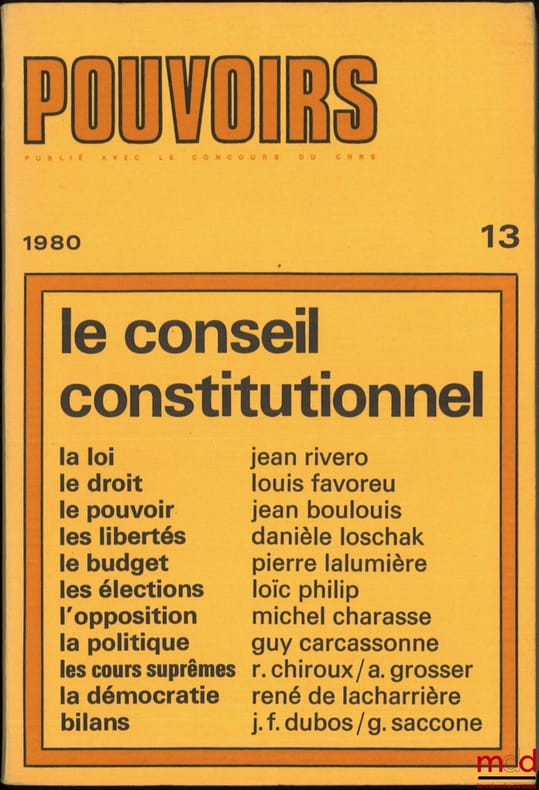 POUVOIRS
PUBLIÉ AVEC LE CONCOURS DU CNRS
1980 13
le conseil
constitutionnel
la loi jean rivero
le droit louis favoreu
le pouvoir jean boulouis
les libertés danièle loschak
le budget pierre lalumière
les élections loïc philip
l'opposition michel charasse
la politique guy carcassonne
les cours suprêmes r. chiroux/a. grosser
la démocratie rené de lacharrière
bilans j.f. dubos/g. saccone
mdd